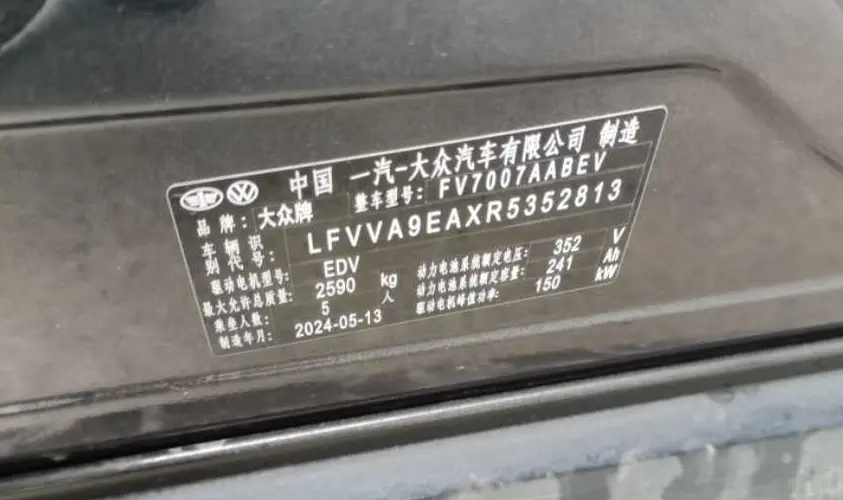 中国 一汽-大众汽车有限公司 制造
品牌:大众牌 整车型号:FV7007AABEV
车辆识别代号: LFVVA9EAXR5352813
驱动电机型号: EDV 动力电池系统额定电压: 352 V
最大允许总质量: 2590 kg 动力电池系统额定容量: 241 Ah
乘坐人数: 5 人 驱动电机峰值功率: 150 kW
制造年月: 2024-05-13